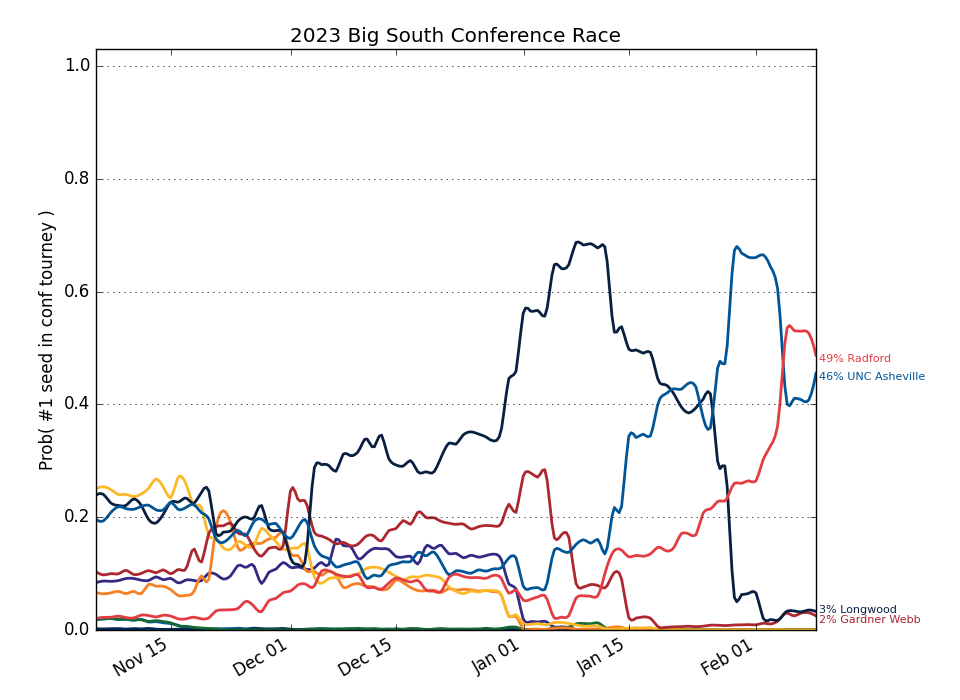 2023 Big South Conference Race
Prob( #1 seed in conf tourney )
1.0
0.8
0.6
0.4
0.2
0.0
49% Radford
46% UNC Asheville
3% Longwood
2% Gardner Webb
Nov 15
Dec 01
Dec 15
Jan 01
Jan 15
Feb 01